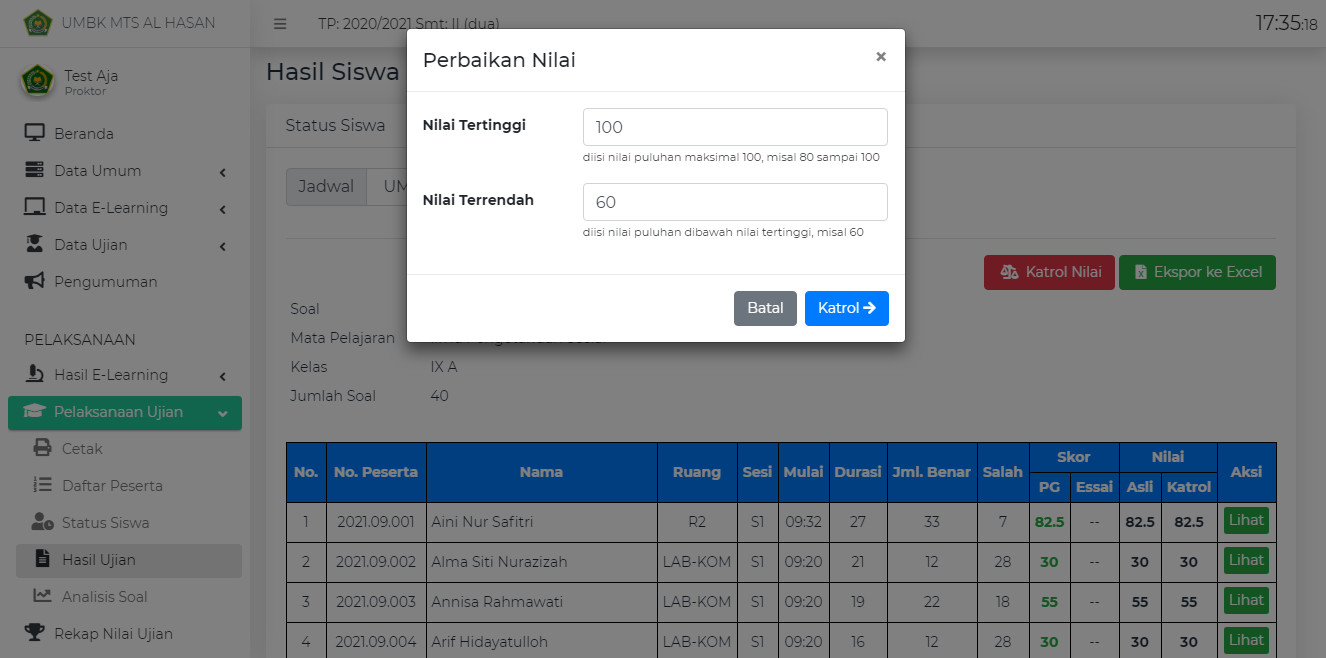 UMBK MTS AL HASAN
TP: 2020/2021 Smt: II (dua)
17:35:18
Test Aja
Proktor
Beranda
Data Umum
Data E-Learning
Data Ujian
Pengumuman
PELAKSANAAN
Hasil E-Learning
Pelaksanaan Ujian
Cetak
Daftar Peserta
Status Siswa
Hasil Ujian
Analisis Soal
Rekap Nilai Ujian
Hasil Siswa
Status Siswa
Jadwal UM
Perbaikan Nilai ×
Nilai Tertinggi 100
diisi nilai puluhan maksimal 100, misal 80 sampai 100
Nilai Terrendah 60
diisi nilai puluhan dibawah nilai tertinggi, misal 60
Batal Katrol
Katrol Nilai Ekspor ke Excel
Soal
Mata Pelajaran
Kelas IX A
Jumlah Soal 40
No. No. Peserta Nama Ruang Sesi Mulai Durasi Jml. Benar Salah Skor Nilai Aksi
PG Essai Asli Katrol
1 2021.09.001 Aini Nur Safitri R2 S1 09:32 27 33 7 82.5 -- 82.5 82.5 Lihat
2 2021.09.002 Alma Siti Nurazizah LAB-KOM S1 09:20 21 12 28 30 -- 30 30 Lihat
3 2021.09.003 Annisa Rahmawati LAB-KOM S1 09:20 19 22 18 55 -- 55 55 Lihat
4 2021.09.004 Arif Hidayatulloh LAB-KOM S1 09:20 16 12 28 30 -- 30 30 Lihat